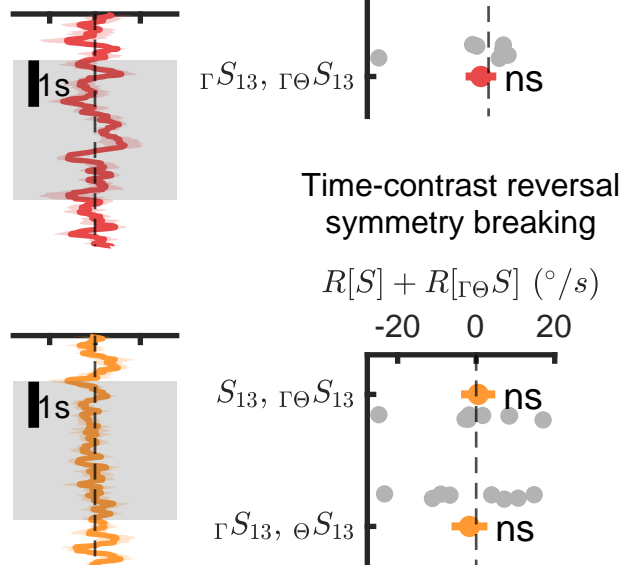 1s
ΓS13, ΓΘS13
ns
Time-contrast reversal
symmetry breaking
R[S] + R[ΓΘS] (°/s)
-20 0 20
1s
S13, ΓΘS13
ns
ΓS13, ΘS13
ns